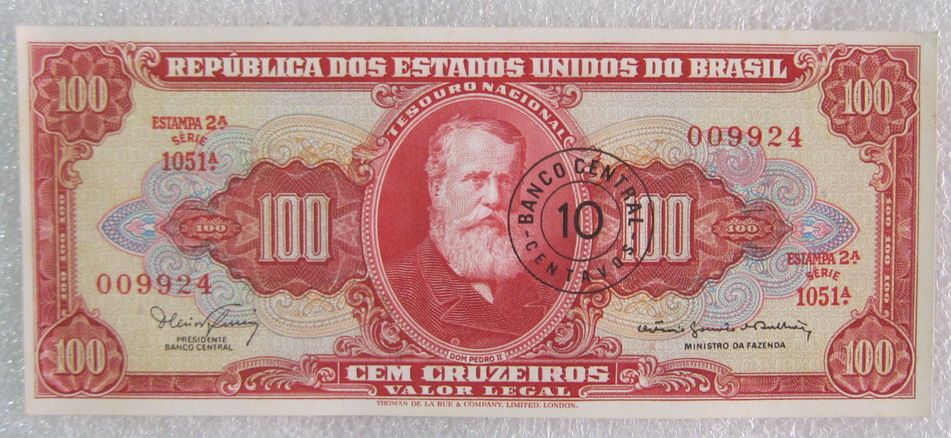 REPÚBLICA DOS ESTADOS UNIDOS DO BRASIL
TESOURO NACIONAL
100
100
ESTAMPA 2ª
SÉRIE
1051ª
009924
100
100
BANCO CENTRAL
10
CENTAVOS
100
009924
ESTAMPA 2ª
SÉRIE
1051ª
PRESIDENTE
BANCO CENTRAL
MINISTRO DA FAZENDA
DOM PEDRO II
100
100
CEM CRUZEIROS
VALOR LEGAL
THOMAS DE LA RUE & COMPANY, LIMITED, LONDON.